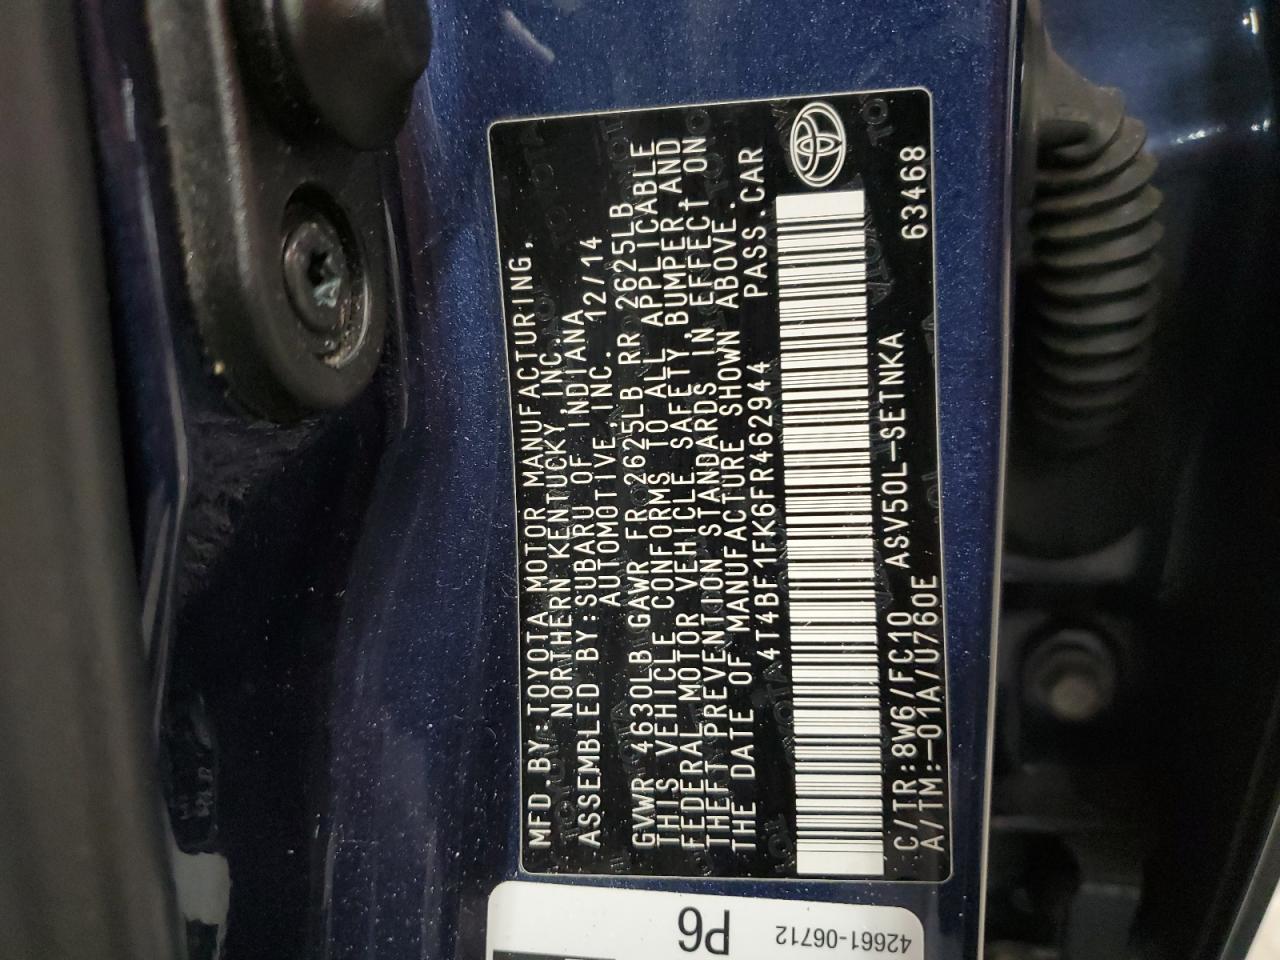 MFD BY:TOYOTA MOTOR MANUFACTURING,
NORTHERN KENTUCKY INC.
ASSEMBLED BY:SUBARU OF INDIANA
AUTOMOTIVE,INC. 12/14
GVWR 4630LB GAWR FR 2625LB RR 2625LB
THIS VEHICLE CONFORMS TO ALL APPLICABLE
FEDERAL MOTOR VEHICLE SAFETY BUMPER,AND
THEFT PREVENTION STANDARDS IN EFFECT ON
THE DATE OF MANUFACTURE SHOWN ABOVE.
4T4BF1FK6FR462944 PASS.CAR
C/TR:8W6/FC10 ASV50L-SETNKA 63468
A/TM:-01A/U760E
P6
42661-06712